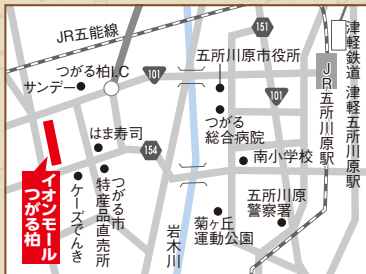 JR五能線
つがる柏I.C
サンデー
101
151
五所川原市役所
101
つがる
総合病院
JR五所川原駅
津軽鉄道 津軽五所川原駅
はま寿司
154
南小学校
イオンモール
つがる柏
ケーズでんき
つがる市
特産品直売所
岩木川
菊ヶ丘
運動公園
五所川原
警察署